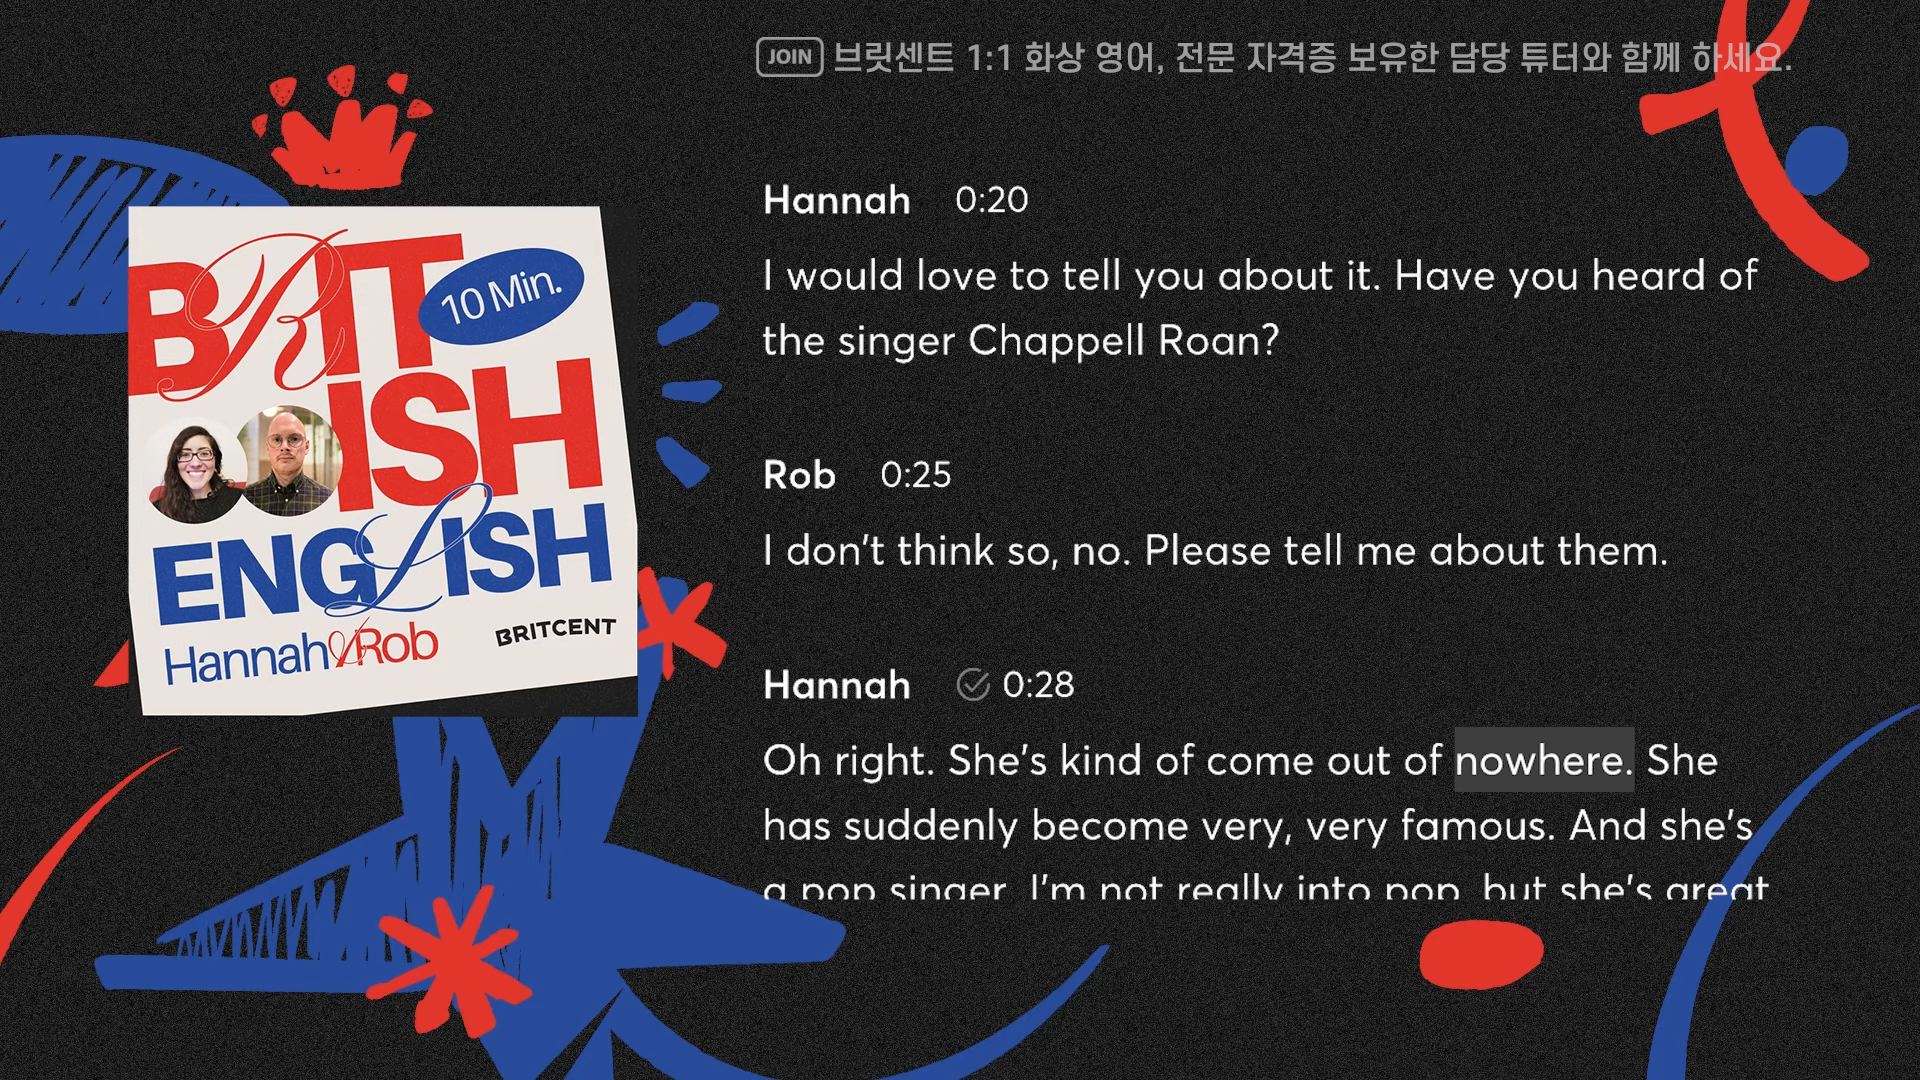 JOIN 브릿센트 1:1 화상 영어, 전문 자격증 보유한 담당 튜터와 함께 하세요.
BRIT
10 Min.
ISH
ENGLISH
Hannah & Rob
BRITCENT
Hannah 0:20
I would love to tell you about it. Have you heard of
the singer Chappell Roan?
Rob 0:25
I don't think so, no. Please tell me about them.
Hannah 0:28
Oh right. She's kind of come out of nowhere. She
has suddenly become very, very famous. And she's
a pop singer. I'm not really into pop, but she's great